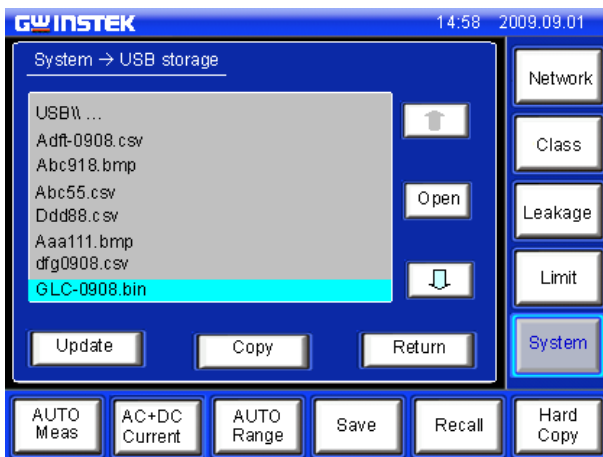 GWINSTEK 14:58 2009.09.01
System → USB storage
USB\\ ...
Adft-0908.csv
Abc918.bmp
Abc55.csv
Ddd88.csv
Aaa111.bmp
dfg0908.csv
GLC-0908.bin
Open
Update
Copy
Return
Network
Class
Leakage
Limit
System
AUTO
Meas
AC+DC
Current
AUTO
Range
Save
Recall
Hard
Copy